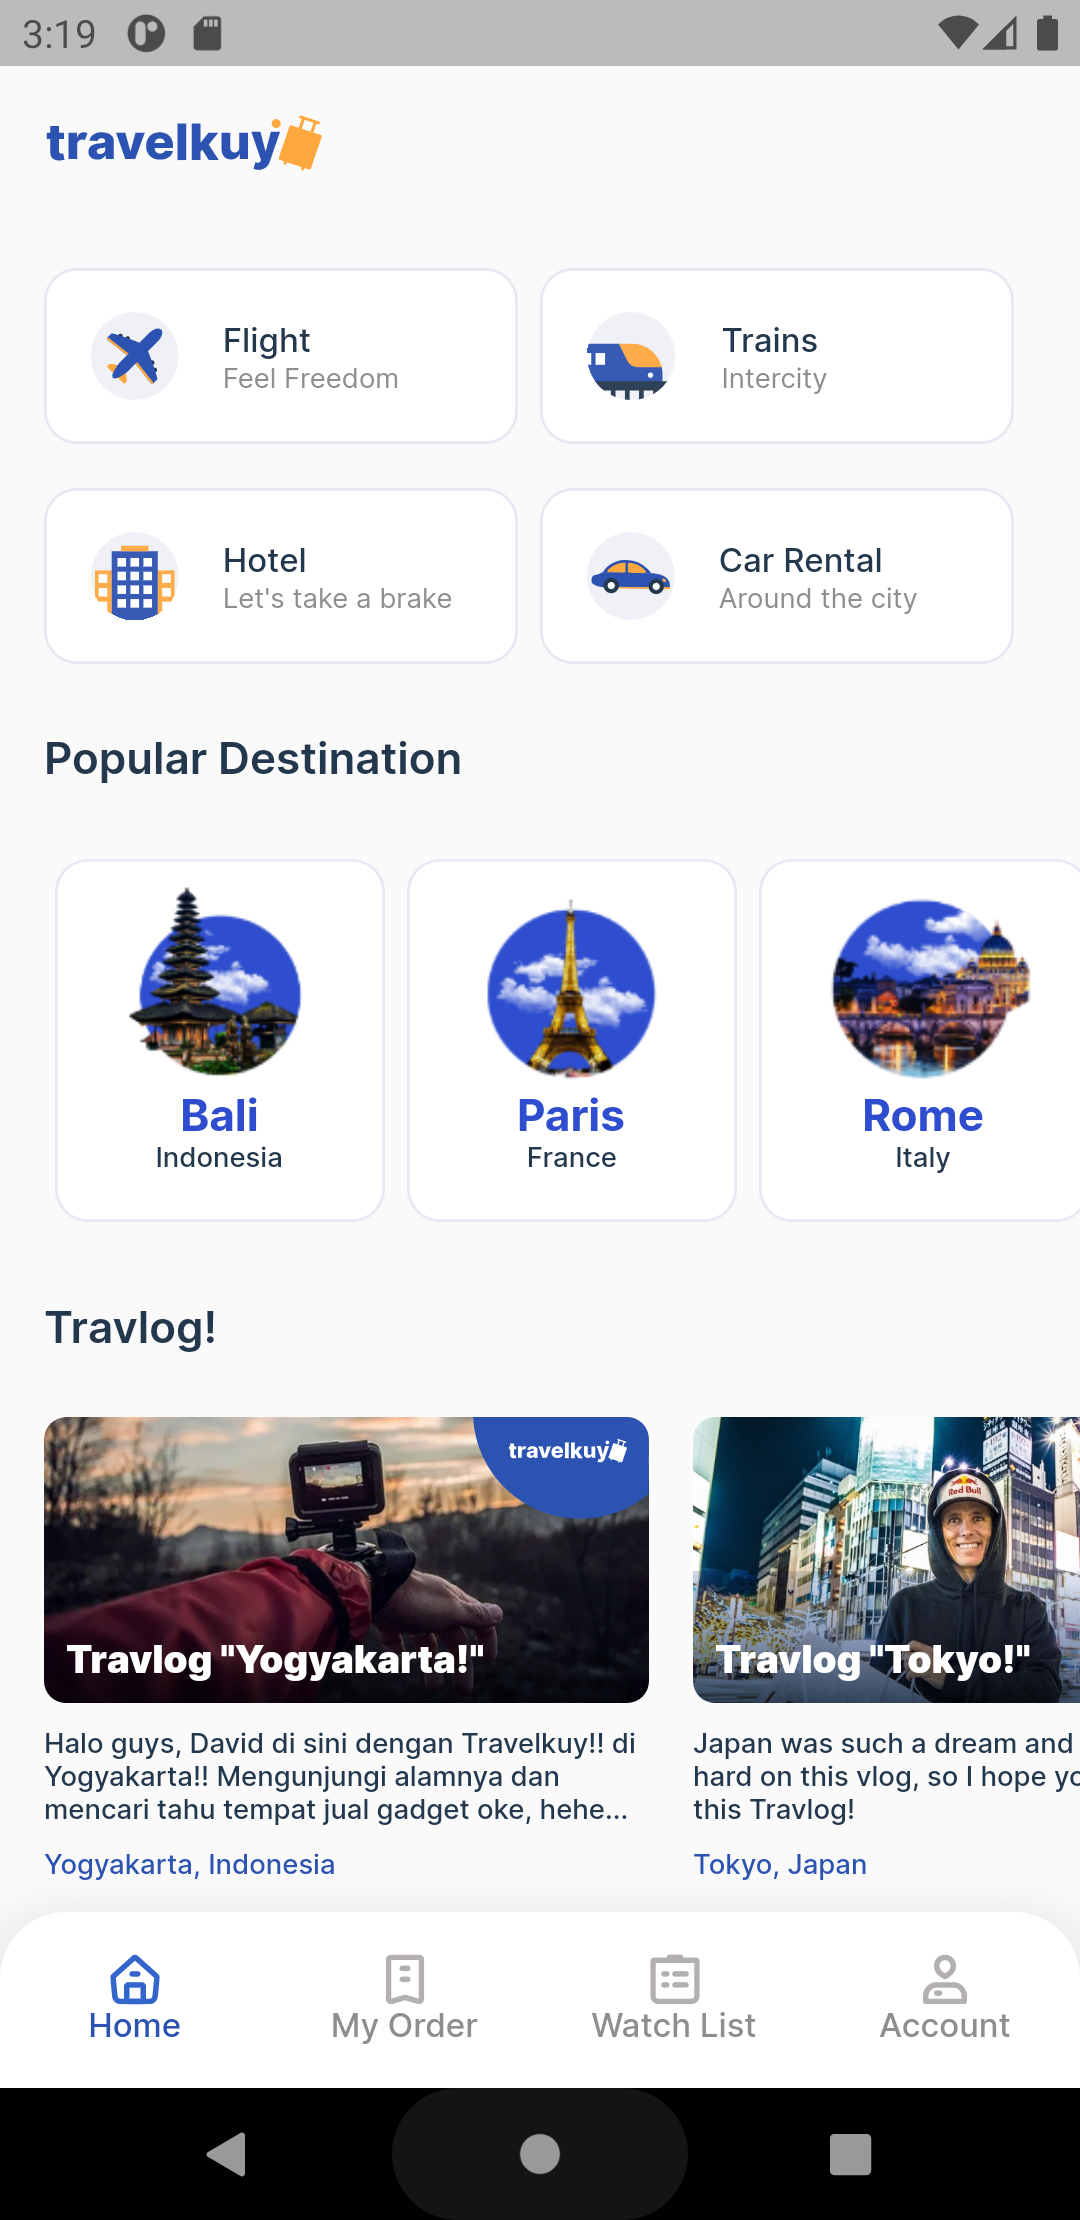 3:19
travelkuy
Flight
Feel Freedom
Trains
Intercity
Hotel
Let's take a brake
Car Rental
Around the city
Popular Destination
Bali
Indonesia
Paris
France
Rome
Italy
Travlog!
travelkuy
Travlog "Yogyakarta!"
Halo guys, David di sini dengan Travelkuy!! di
Yogyakarta!! Mengunjungi alamnya dan
mencari tahu tempat jual gadget oke, hehe...
Yogyakarta, Indonesia
Red Bull
Travlog "Tokyo!"
Japan was such a dream and
hard on this vlog, so I hope yo
this Travlog!
Tokyo, Japan
Home
My Order
Watch List
Account